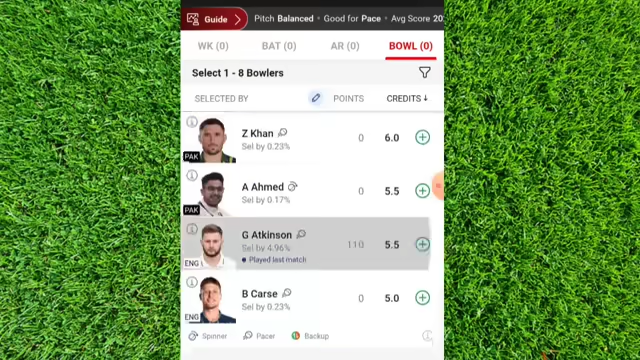 Guide Pitch Balanced • Good for Pace • Avg Score 20
WK (0) BAT (0) AR (0) BOWL (0)
Select 1 - 8 Bowlers
SELECTED BY POINTS CREDITS ↓
Z Khan
Sel by 0.23%
0 6.0
PAK
A Ahmed
Sel by 0.17%
0 5.5
PAK
G Atkinson
Sel by 4.96%
110 5.5
• Played last match
ENG
B Carse
Sel by 0.23%
0 5.0
ENG
Spinner Pacer Backup